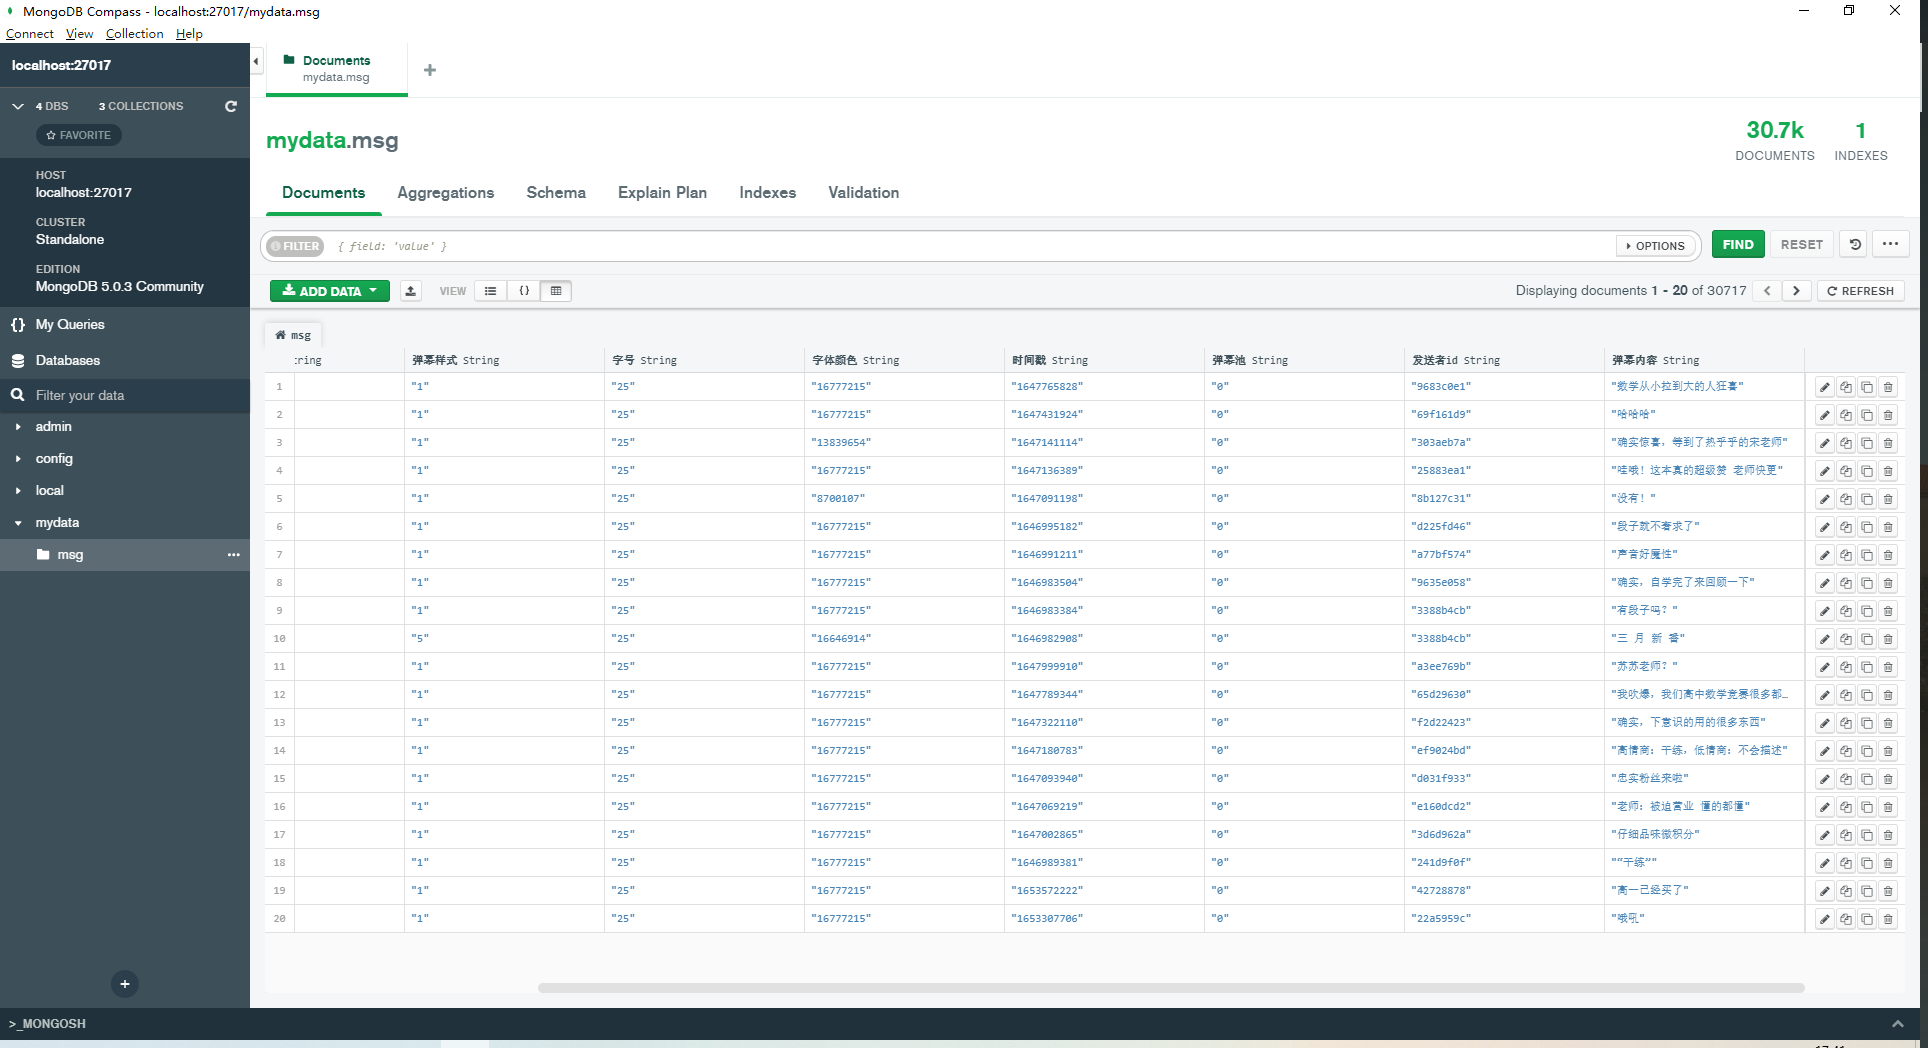 MongoDB Compass - localhost:27017/mydata.msg
Connect View Collection Help
localhost:27017
4 DBS 3 COLLECTIONS
FAVORITE
HOST
localhost:27017
CLUSTER
Standalone
EDITION
MongoDB 5.0.3 Community
{} My Queries
Databases
Filter your data
admin
config
local
mydata
msg
Documents
mydata.msg
mydata.msg
30.7k
DOCUMENTS
1
INDEXES
Documents Aggregations Schema Explain Plan Indexes Validation
FILTER { field: 'value' } OPTIONS FIND RESET
ADD DATA VIEW {} Displaying documents 1 - 20 of 30717 REFRESH
msg
:ring 弹幕样式 String 字号 String 字体颜色 String 时间戳 String 弹幕池 String 发送者id String 弹幕内容 String
1 "1" "25" "16777215" "1647765828" "0" "9683c0e1" "数学从小拉到大的人狂喜"
2 "1" "25" "16777215" "1647431924" "0" "69f161d9" "哈哈哈"
3 "1" "25" "13839654" "1647141114" "0" "303aeb7a" "确实惊喜，等到了热乎乎的宋老师"
4 "1" "25" "16777215" "1647136389" "0" "25883ea1" "哇哦！这本真的超级赞 老师快更"
5 "1" "25" "8700107" "1647091198" "0" "8b127c31" "没有！"
6 "1" "25" "16777215" "1646995182" "0" "d225fd46" "段子就不奢求了"
7 "1" "25" "16777215" "1646991211" "0" "a77bf574" "声音好魔性"
8 "1" "25" "16777215" "1646983504" "0" "9635e058" "确实，自学完了来回顾一下"
9 "1" "25" "16777215" "1646983384" "0" "3388b4cb" "有段子吗？"
10 "5" "25" "16646914" "1646982908" "0" "3388b4cb" "三 月 新 番"
11 "1" "25" "16777215" "1647999910" "0" "a3ee769b" "苏苏老师？"
12 "1" "25" "16777215" "1647789344" "0" "65d29630" "我吹爆，我们高中数学竞赛很多都…
13 "1" "25" "16777215" "1647322110" "0" "f2d22423" "确实，下意识的用的很多东西"
14 "1" "25" "16777215" "1647180783" "0" "ef9024bd" "高情商：干练，低情商：不会描述"
15 "1" "25" "16777215" "1647093940" "0" "d031f933" "忠实粉丝来啦"
16 "1" "25" "16777215" "1647069219" "0" "e160dcd2" "老师：被迫营业 懂的都懂"
17 "1" "25" "16777215" "1647002865" "0" "3d6d962a" "仔细品味微积分"
18 "1" "25" "16777215" "1646989381" "0" "241d9f0f" "“干练”"
19 "1" "25" "16777215" "1653572222" "0" "42728878" "高一已经买了"
20 "1" "25" "16777215" "1653307706" "0" "22a5959c" "哦吼"
>_MONGOSH